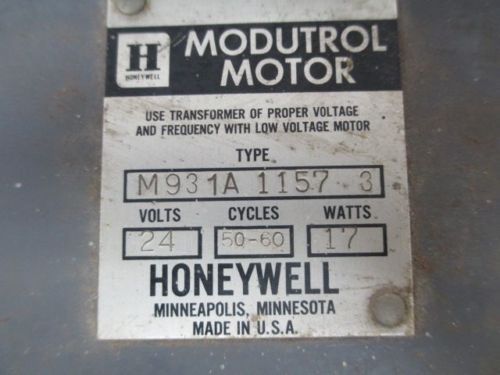 H
HONEYWELL
MODUTROL
MOTOR
USE TRANSFORMER OF PROPER VOLTAGE
AND FREQUENCY WITH LOW VOLTAGE MOTOR
TYPE
M931A 1157 3
VOLTS CYCLES WATTS
24 50-60 17
HONEYWELL
MINNEAPOLIS, MINNESOTA
MADE IN U.S.A.